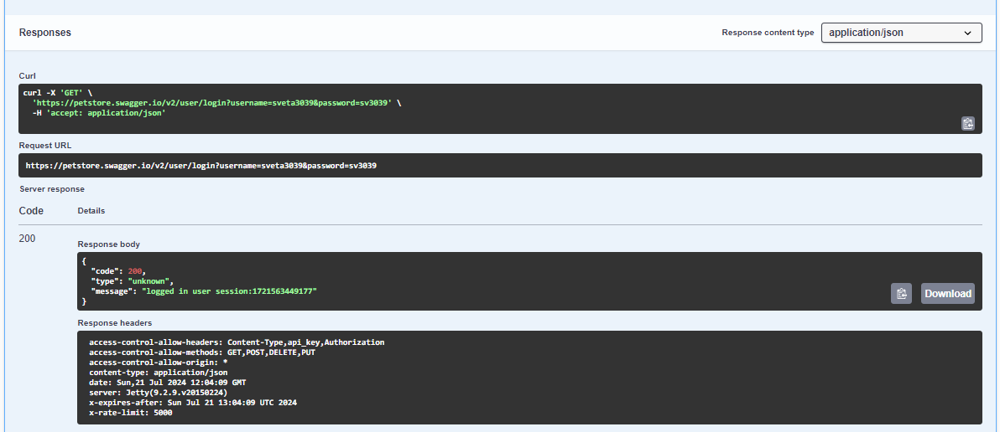 Responses
Response content type application/json
Curl
curl -X 'GET' \
'https://petstore.swagger.io/v2/user/login?username=sveta3039&password=sv3039' \
-H 'accept: application/json'
Request URL
https://petstore.swagger.io/v2/user/login?username=sveta3039&password=sv3039
Server response
Code Details
200
Response body
{
"code": 200,
"type": "unknown",
"message": "logged in user session:1721563449177"
}
Download
Response headers
access-control-allow-headers: Content-Type,api_key,Authorization
access-control-allow-methods: GET,POST,DELETE,PUT
access-control-allow-origin: *
content-type: application/json
date: Sun,21 Jul 2024 12:04:09 GMT
server: Jetty(9.2.9.v20150224)
x-expires-after: Sun Jul 21 13:04:09 UTC 2024
x-rate-limit: 5000